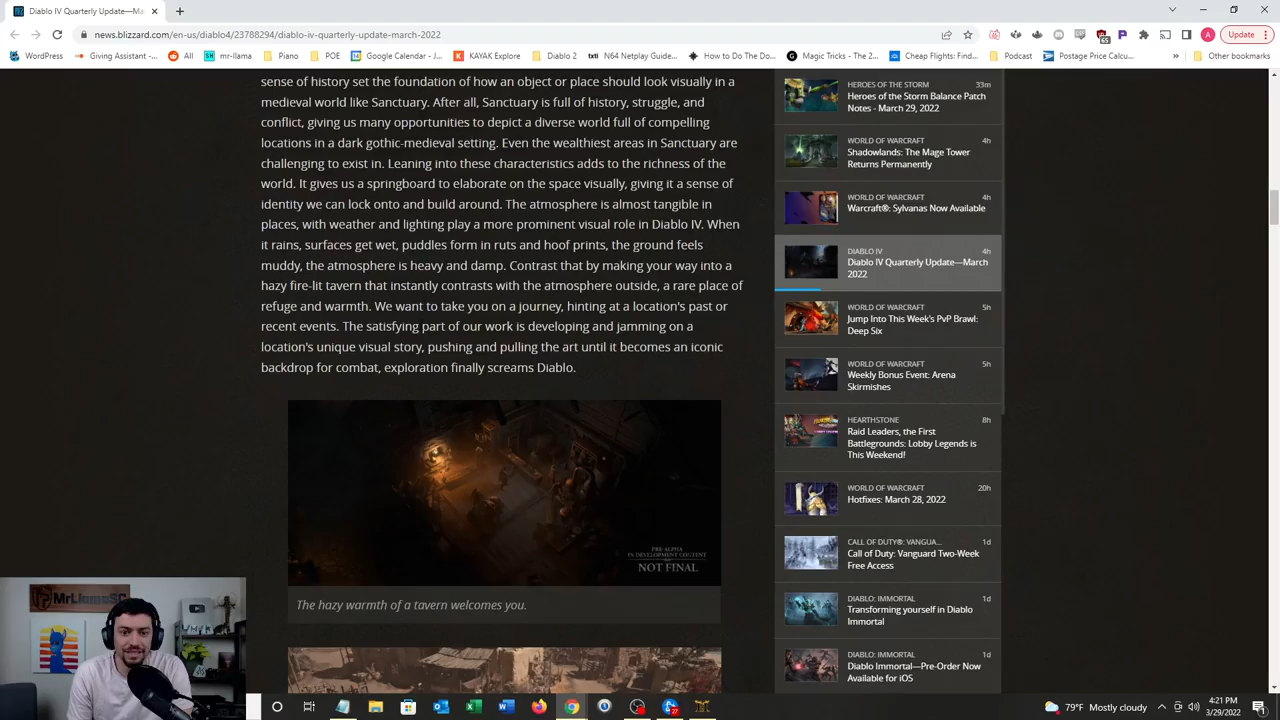 Diablo IV Quarterly Update—Ma
news.blizzard.com/en-us/diablo4/23788294/diablo-iv-quarterly-update-march-2022
Update
WordPress
Giving Assistant -...
All
mr-llama
Piano
POE
Google Calendar - J...
KAYAK Explore
Diablo 2
N64 Netplay Guide...
How to Do The Do...
Magic Tricks - The 2...
Cheap Flights: Find...
Podcast
Postage Price Calcu...
»
Other bookmarks
sense of history set the foundation of how an object or place should look visually in a
medieval world like Sanctuary. After all, Sanctuary is full of history, struggle, and
conflict, giving us many opportunities to depict a diverse world full of compelling
locations in a dark gothic-medieval setting. Even the wealthiest areas in Sanctuary are
challenging to exist in. Leaning into these characteristics adds to the richness of the
world. It gives us a springboard to elaborate on the space visually, giving it a sense of
identity we can lock onto and build around. The atmosphere is almost tangible in
places, with weather and lighting play a more prominent visual role in Diablo IV. When
it rains, surfaces get wet, puddles form in ruts and hoof prints, the ground feels
muddy, the atmosphere is heavy and damp. Contrast that by making your way into a
hazy fire-lit tavern that instantly contrasts with the atmosphere outside, a rare place of
refuge and warmth. We want to take you on a journey, hinting at a location's past or
recent events. The satisfying part of our work is developing and jamming on a
location's unique visual story, pushing and pulling the art until it becomes an iconic
backdrop for combat, exploration finally screams Diablo.
PRE-ALPHA
IN DEVELOPMENT CONTENT
NOT FINAL
The hazy warmth of a tavern welcomes you.
HEROES OF THE STORM 33m
Heroes of the Storm Balance Patch
Notes - March 29, 2022
WORLD OF WARCRAFT 4h
Shadowlands: The Mage Tower
Returns Permanently
WORLD OF WARCRAFT 4h
Warcraft®: Sylvanas Now Available
DIABLO IV 4h
Diablo IV Quarterly Update—March
2022
WORLD OF WARCRAFT 5h
Jump Into This Week's PvP Brawl:
Deep Six
WORLD OF WARCRAFT 5h
Weekly Bonus Event: Arena
Skirmishes
HEARTHSTONE 8h
Raid Leaders, the First
Battlegrounds: Lobby Legends is
This Weekend!
WORLD OF WARCRAFT 20h
Hotfixes: March 28, 2022
CALL OF DUTY®: VANGUA... 1d
Call of Duty: Vanguard Two-Week
Free Access
DIABLO: IMMORTAL 1d
Transforming yourself in Diablo
Immortal
DIABLO: IMMORTAL 1d
Diablo Immortal—Pre-Order Now
Available for iOS
MrLlamaSC
27
79°F Mostly cloudy
4:21 PM
3/29/2022